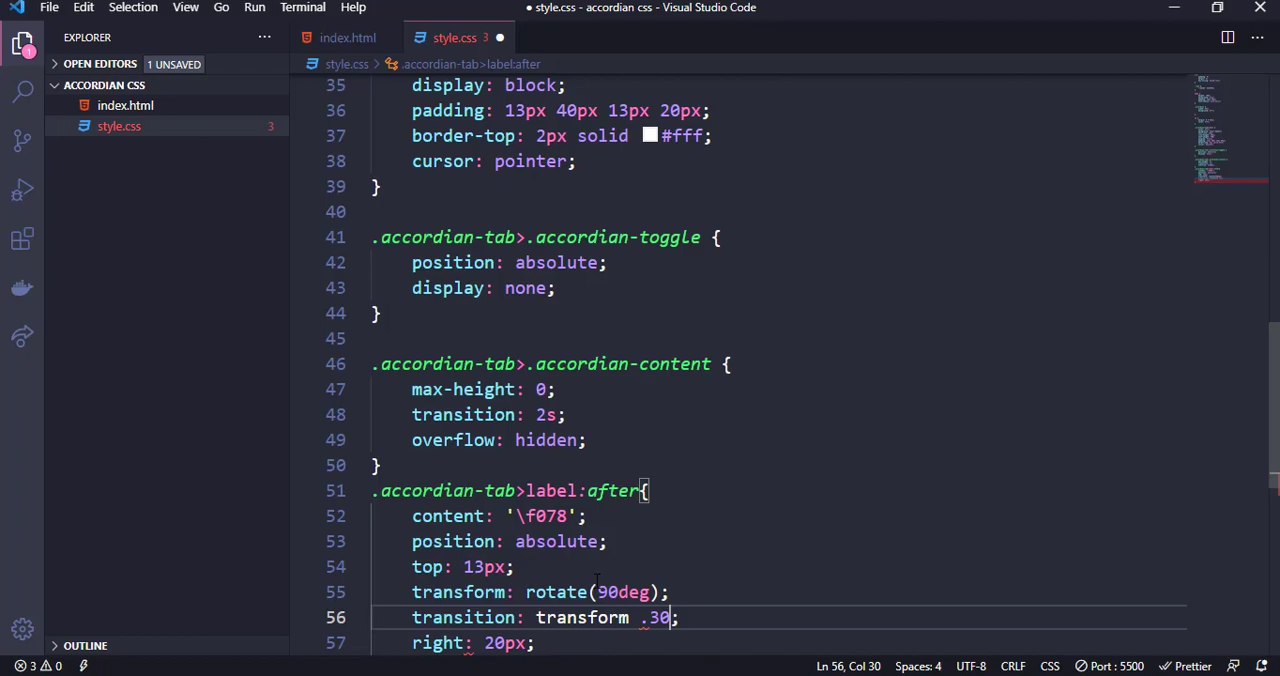 File Edit Selection View Go Run Terminal Help
● style.css - accordian css - Visual Studio Code
EXPLORER ...
index.html
style.css 3 ●
...
OPEN EDITORS 1 UNSAVED
style.css > .accordian-tab>label:after
ACCORDIAN CSS
index.html
style.css 3
1
35 display: block;
36 padding: 13px 40px 13px 20px;
37 border-top: 2px solid #fff;
38 cursor: pointer;
39 }
40
41 .accordian-tab>.accordian-toggle {
42 position: absolute;
43 display: none;
44 }
45
46 .accordian-tab>.accordian-content {
47 max-height: 0;
48 transition: 2s;
49 overflow: hidden;
50 }
51 .accordian-tab>label:after{
52 content: '\f078';
53 position: absolute;
54 top: 13px;
55 transform: rotate(90deg);
56 transition: transform .30;
57 right: 20px;
OUTLINE
3 0
Ln 56, Col 30 Spaces: 4 UTF-8 CRLF CSS Port : 5500 Prettier